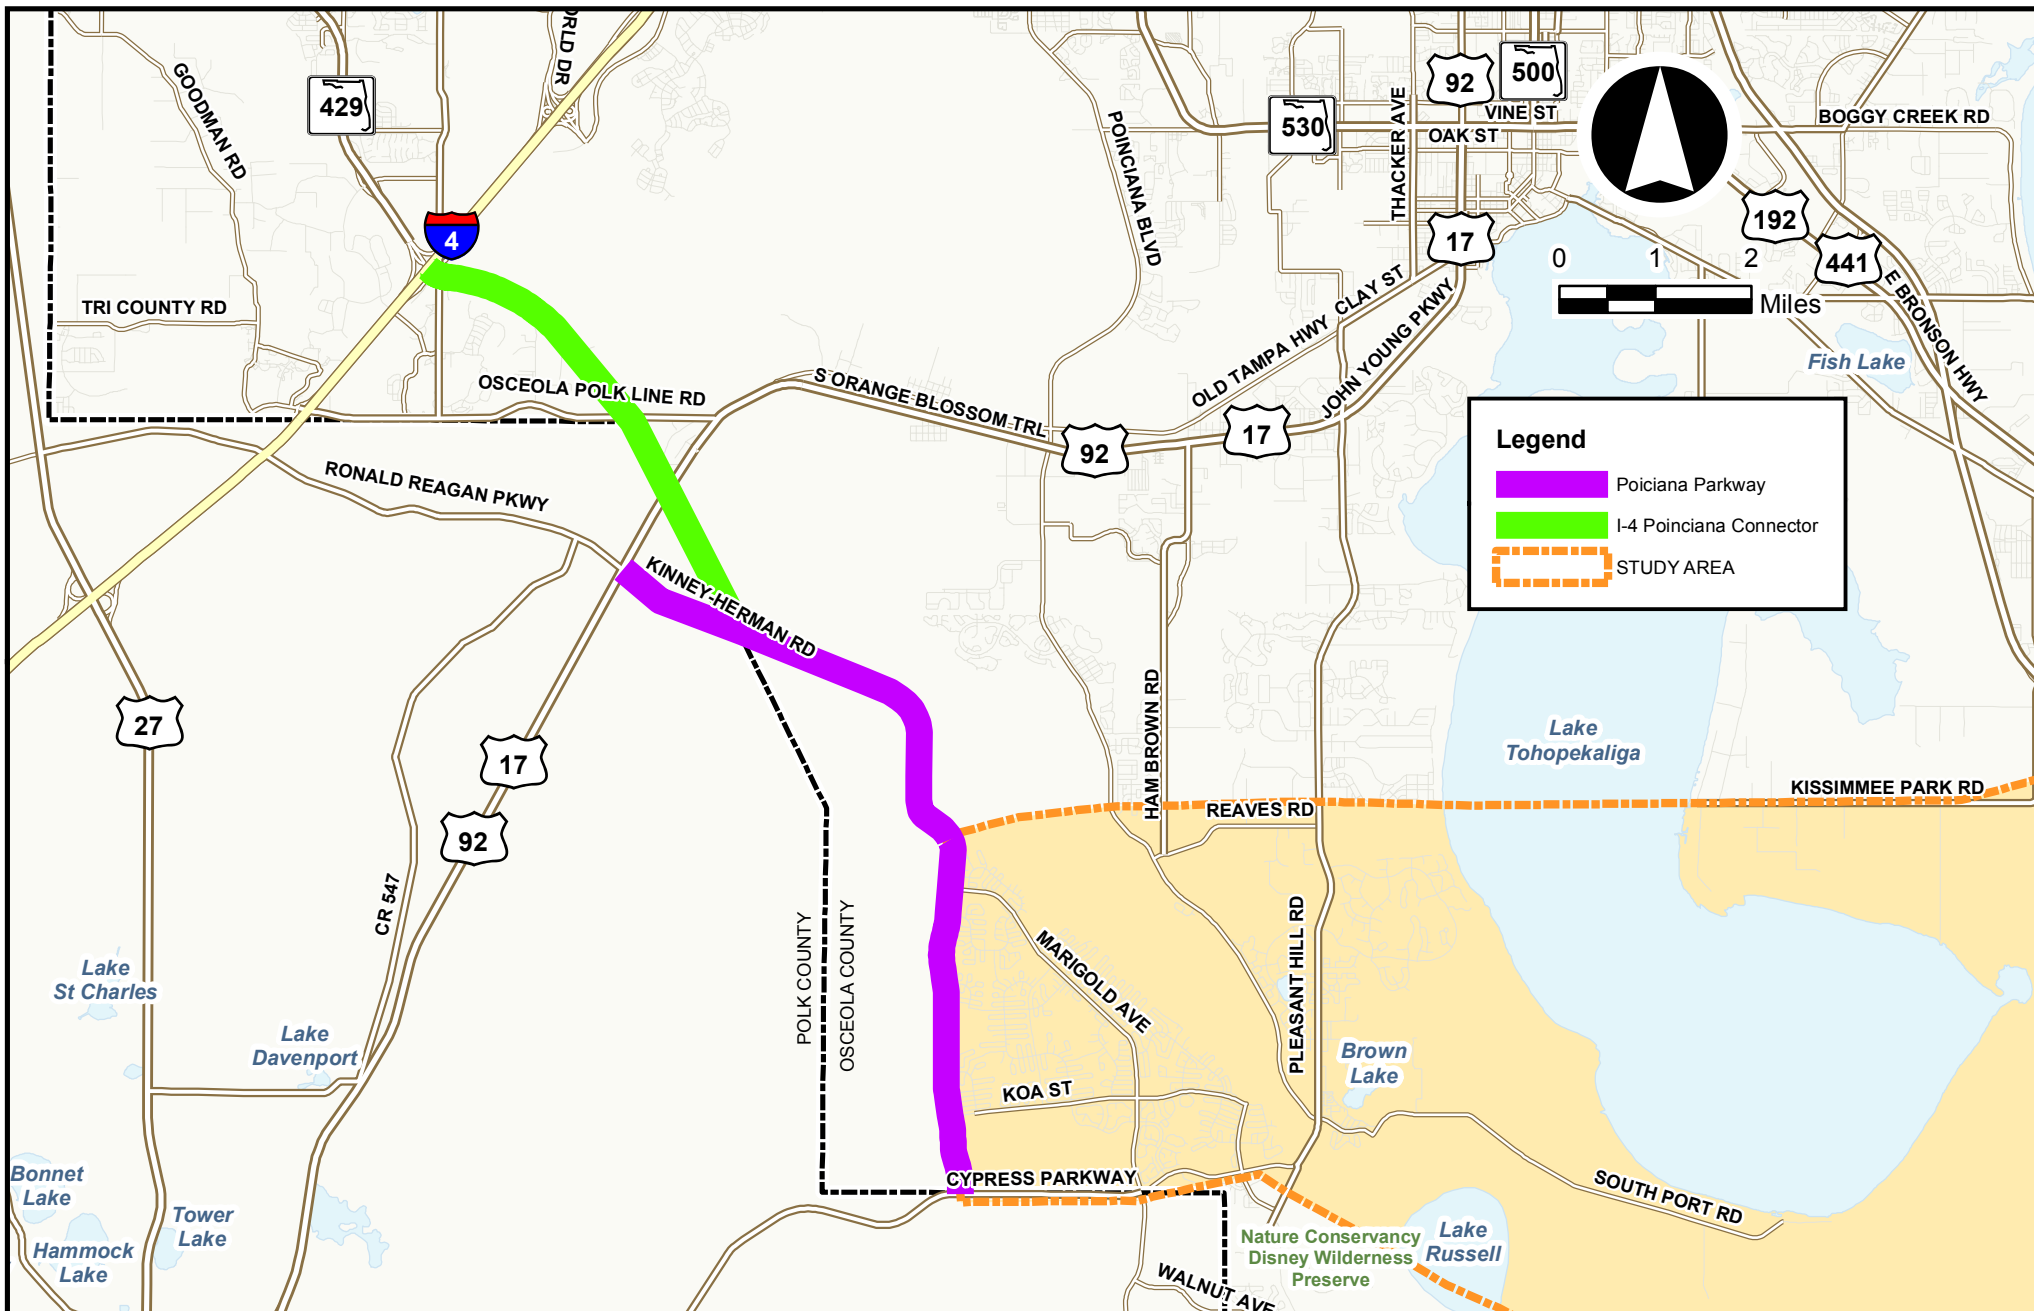 GOODMAN RD
429
ORLD DR
4
TRI COUNTY RD
OSCEOLA POLK LINE RD
RONALD REAGAN PKWY
KINNEY-HERMAN RD
S ORANGE BLOSSOM TRL
POINCIANA BLVD
530
THACKER AVE
92
500
VINE ST
OAK ST
17
BOGGY CREEK RD
192
441
E BRONSON HWY
0 1 2
Miles
Fish Lake
OLD TAMPA HWY
CLAY ST
JOHN YOUNG PKWY
92
17
Legend
Poiciana Parkway
I-4 Poinciana Connector
STUDY AREA
27
17
92
CR 547
HAM BROWN RD
REAVES RD
Lake
Tohopekaliga
KISSIMMEE PARK RD
POLK COUNTY
OSCEOLA COUNTY
MARIGOLD AVE
PLEASANT HILL RD
KOA ST
Brown
Lake
Lake
St Charles
Lake
Davenport
CYPRESS PARKWAY
SOUTH PORT RD
Bonnet
Lake
Tower
Lake
Hammock
Lake
Nature Conservancy
Disney Wilderness
Preserve
Lake
Russell
WALNUT AVE